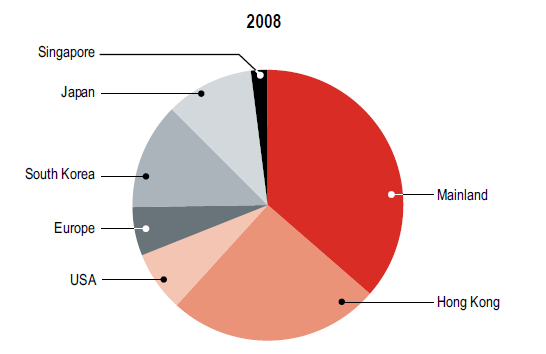 2008
Singapore
Japan
South Korea
Europe
USA
Mainland
Hong Kong